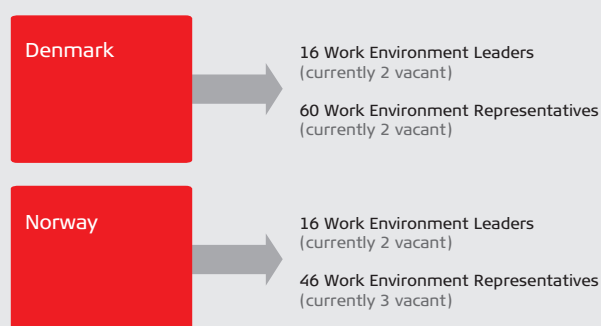 Denmark
16 Work Environment Leaders
(currently 2 vacant)
60 Work Environment Representatives
(currently 2 vacant)
Norway
16 Work Environment Leaders
(currently 2 vacant)
46 Work Environment Representatives
(currently 3 vacant)